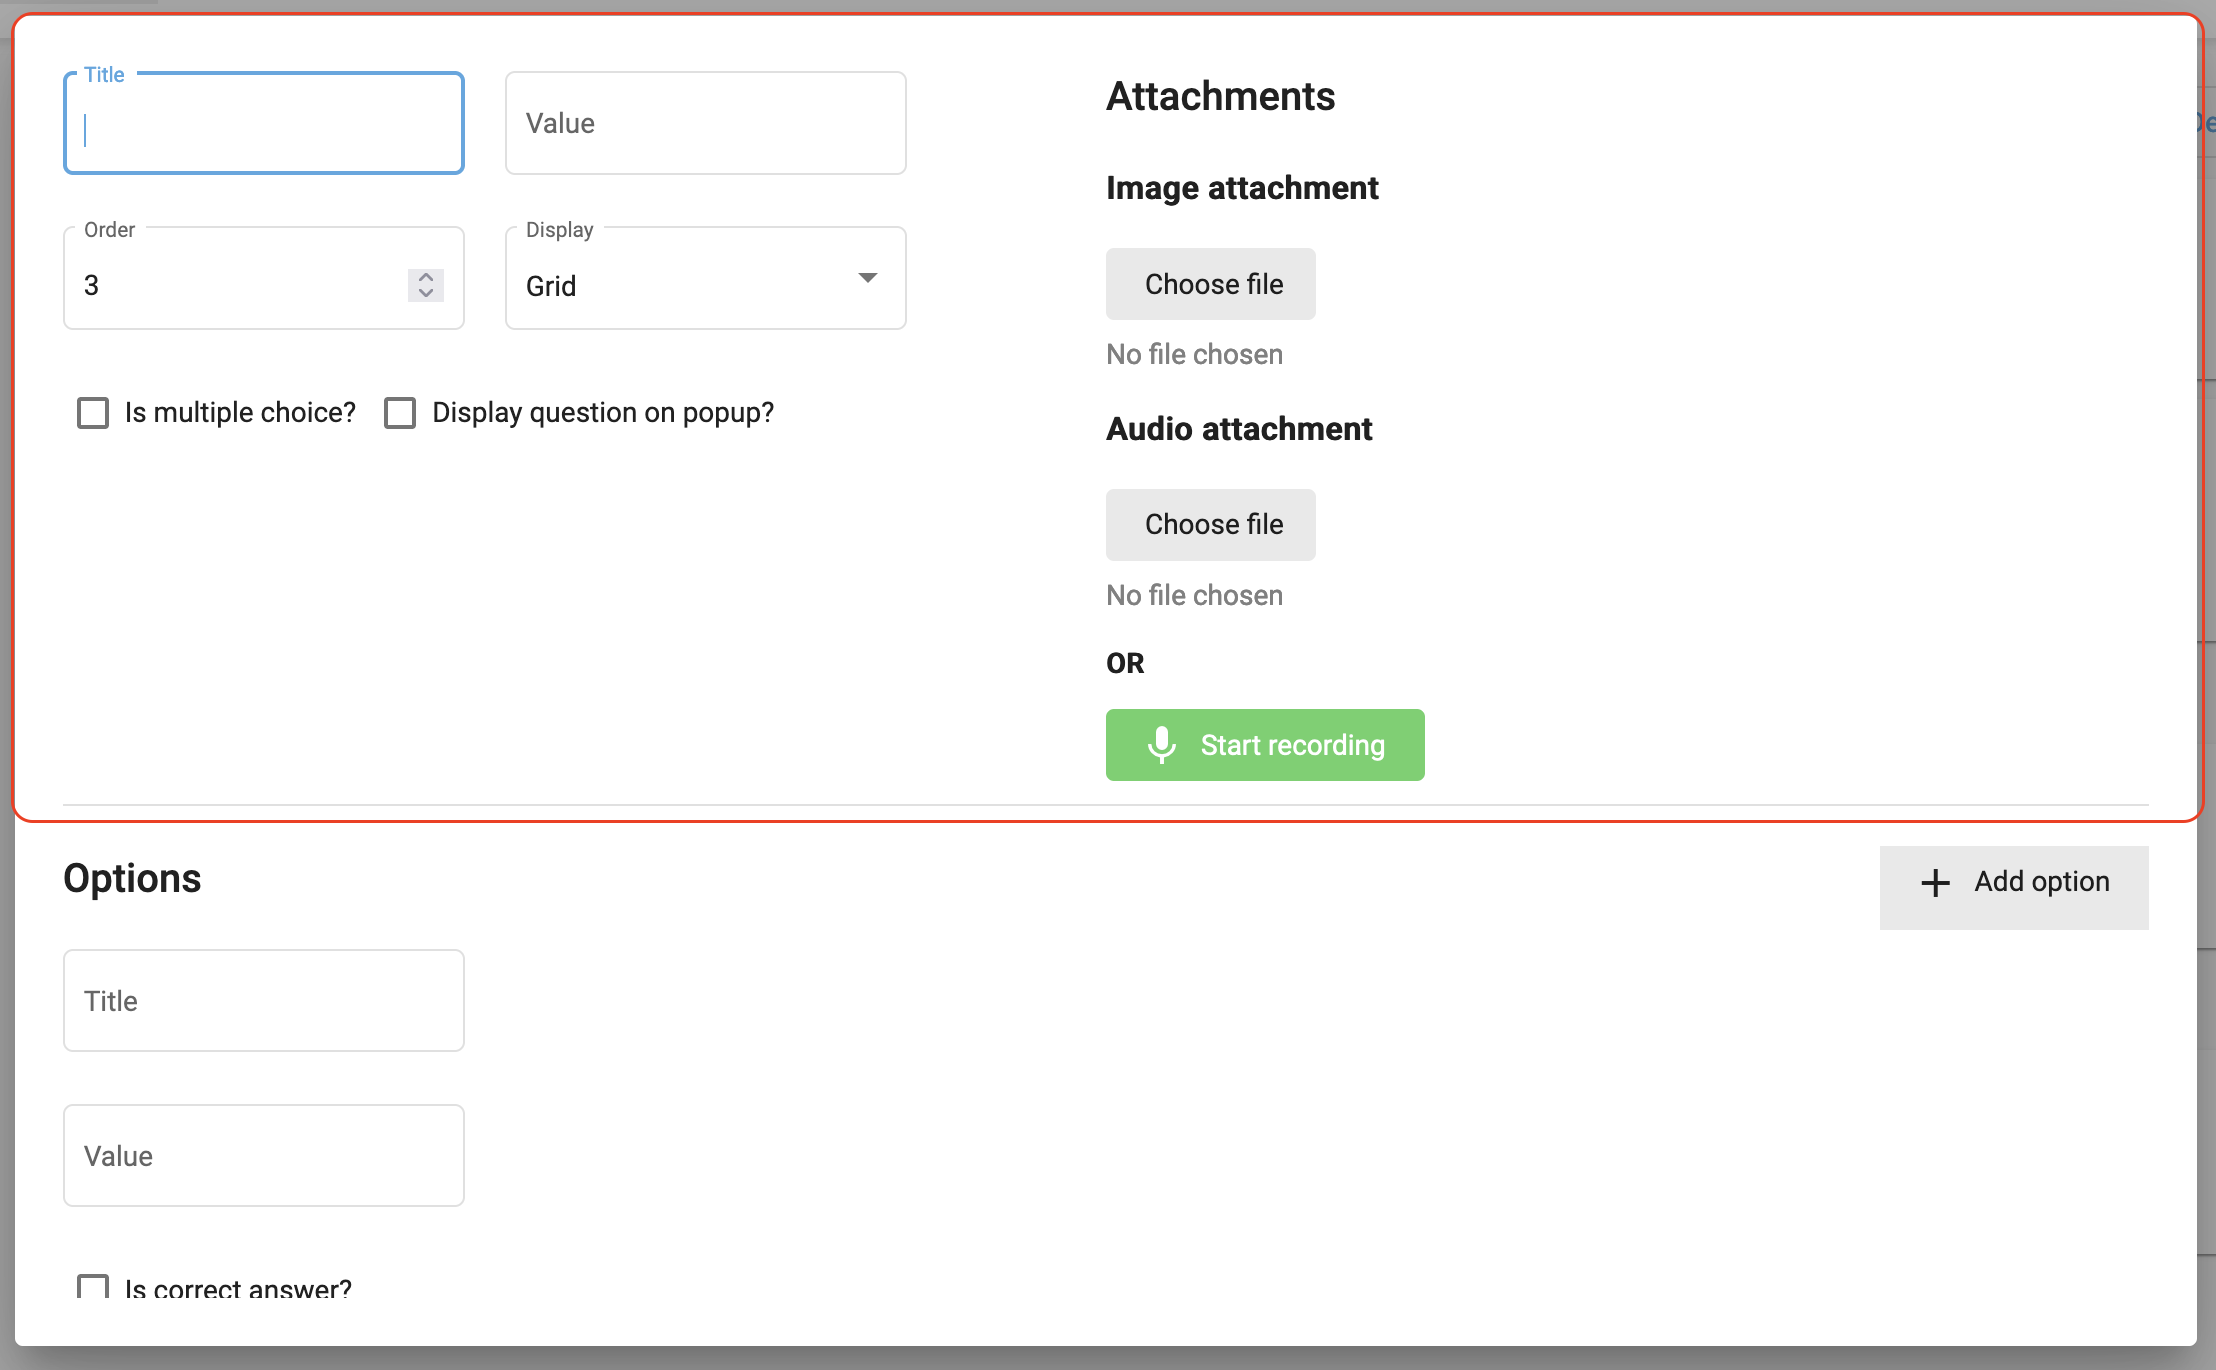 Title
Value
Order
3
Display
Grid
Is multiple choice?
Display question on popup?
Attachments
Image attachment
Choose file
No file chosen
Audio attachment
Choose file
No file chosen
OR
Start recording
Options
Add option
Title
Value
Is correct answer?